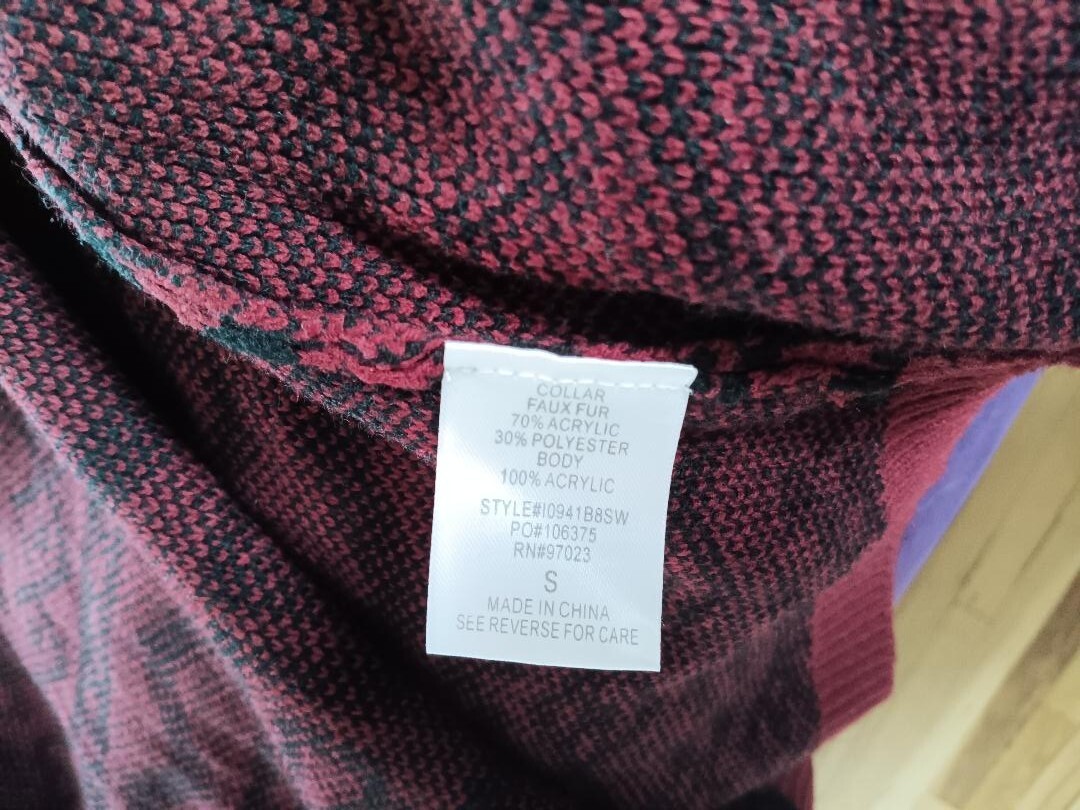 COLLAR
FAUX FUR
70% ACRYLIC
30% POLYESTER
BODY
100% ACRYLIC
STYLE#I0941B8SW
PO#106375
RN#97023
S
MADE IN CHINA
SEE REVERSE FOR CARE